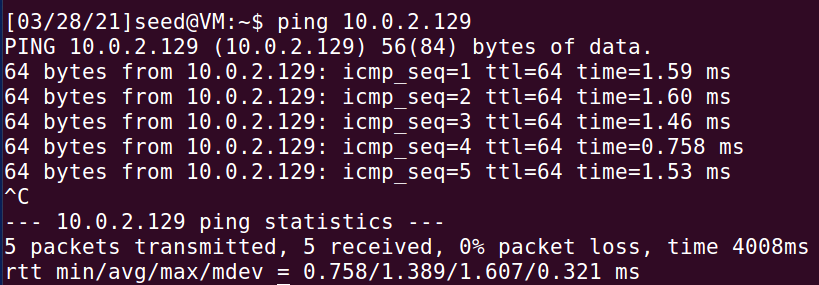 [03/28/21]seed@VM:~$ ping 10.0.2.129
PING 10.0.2.129 (10.0.2.129) 56(84) bytes of data.
64 bytes from 10.0.2.129: icmp_seq=1 ttl=64 time=1.59 ms
64 bytes from 10.0.2.129: icmp_seq=2 ttl=64 time=1.60 ms
64 bytes from 10.0.2.129: icmp_seq=3 ttl=64 time=1.46 ms
64 bytes from 10.0.2.129: icmp_seq=4 ttl=64 time=0.758 ms
64 bytes from 10.0.2.129: icmp_seq=5 ttl=64 time=1.53 ms
^C
--- 10.0.2.129 ping statistics ---
5 packets transmitted, 5 received, 0% packet loss, time 4008ms
rtt min/avg/max/mdev = 0.758/1.389/1.607/0.321 ms